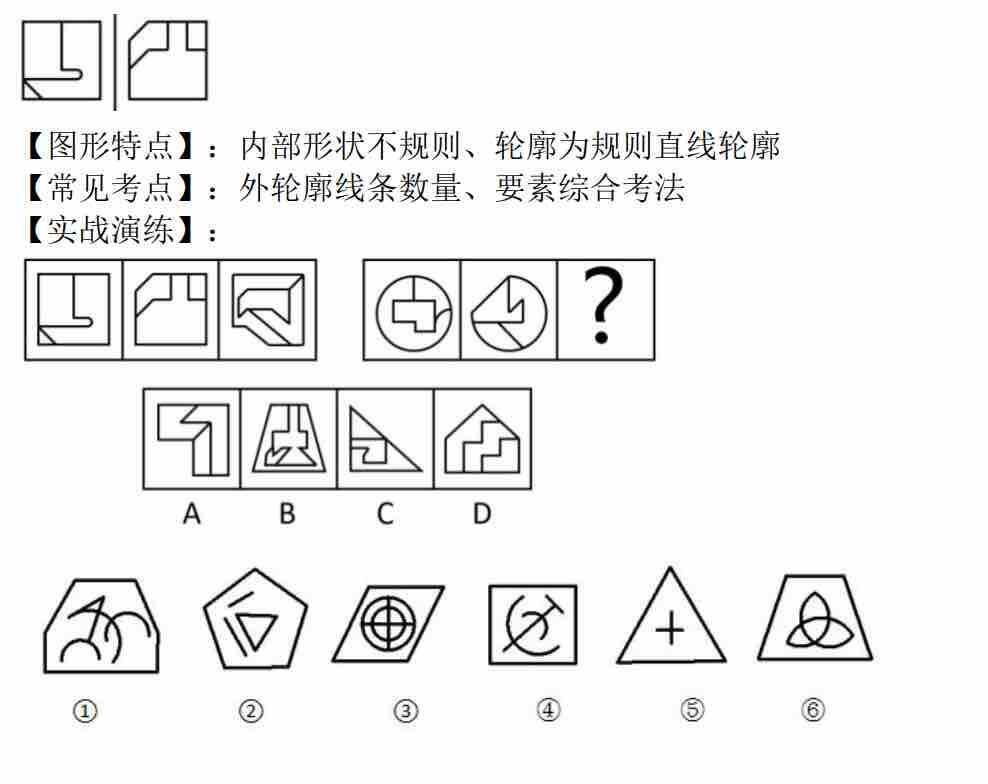 【图形特点】：内部形状不规则、轮廓为规则直线轮廓
【常见考点】：外轮廓线条数量、要素综合考法
【实战演练】：
?
A B C D
① ② ③ ④ ⑤ ⑥